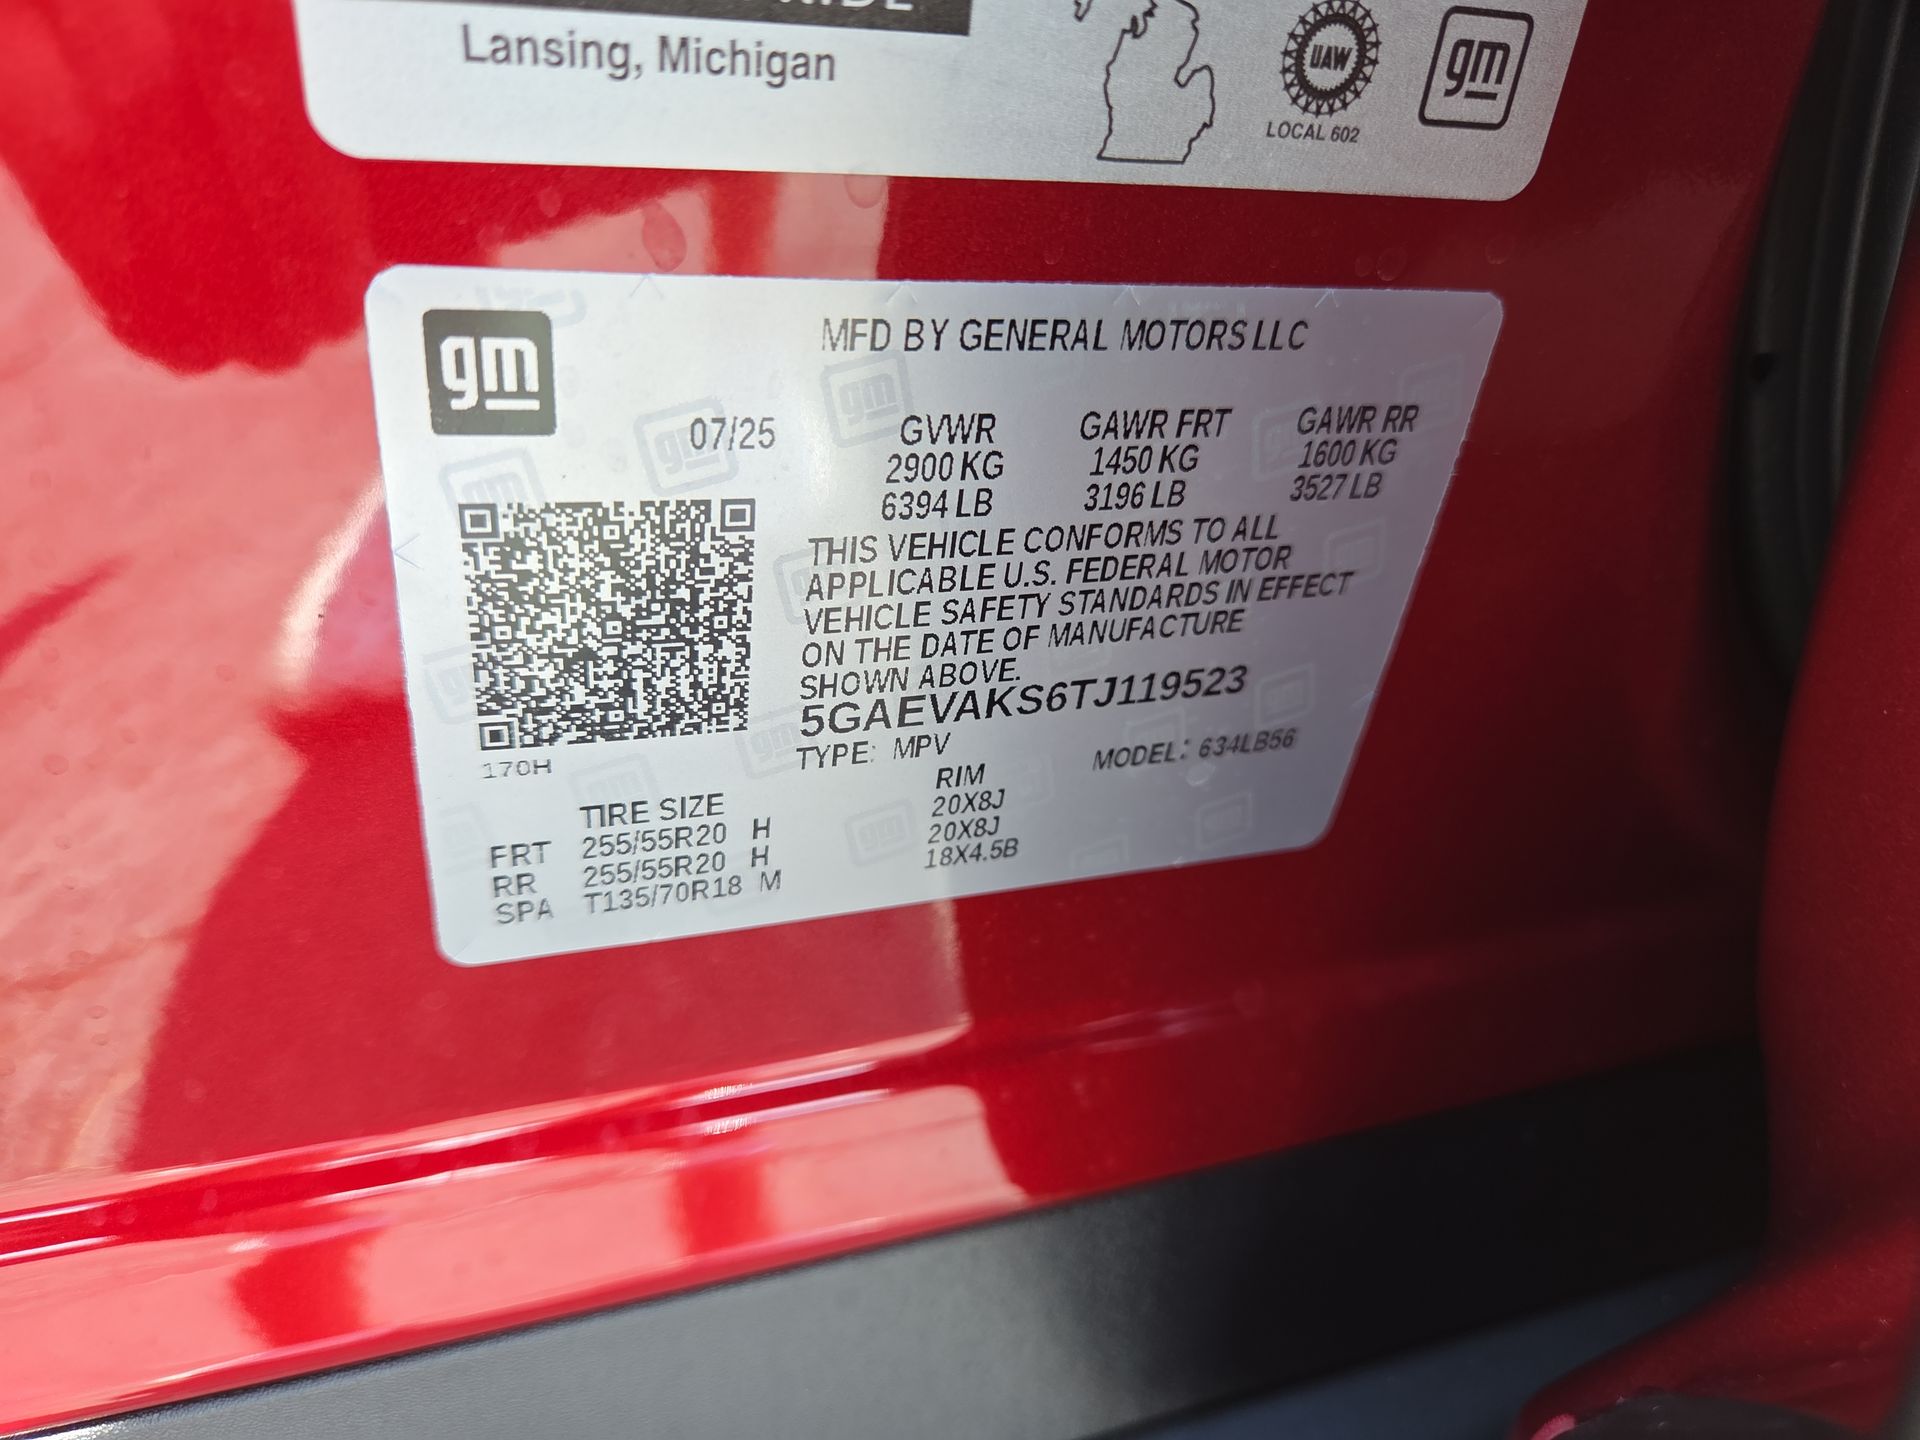 Lansing, Michigan
UAW
LOCAL 602
gm
gm
MFD BY GENERAL MOTORS LLC
07/25
GVWR GAWR FRT GAWR RR
2900 KG 1450 KG 1600 KG
6394 LB 3196 LB 3527 LB
THIS VEHICLE CONFORMS TO ALL
APPLICABLE U.S. FEDERAL MOTOR
VEHICLE SAFETY STANDARDS IN EFFECT
ON THE DATE OF MANUFACTURE
SHOWN ABOVE.
5GAEVAKS6TJ119523
TYPE: MPV MODEL: 634LB56
170H
TIRE SIZE RIM
FRT 255/55R20 H 20X8J
RR 255/55R20 H 20X8J
SPA T135/70R18 M 18X4.5B